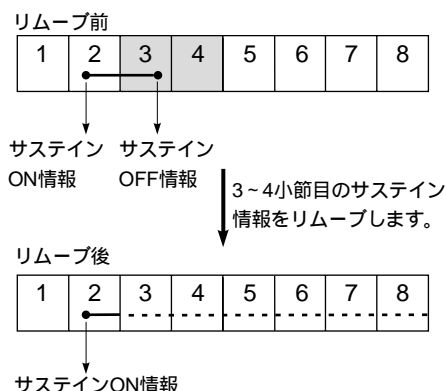 リムーブ前
1 2 3 4 5 6 7 8
サステイン サステイン
ON情報 OFF情報
3~4小節目のサステイン
情報をリムーブします。
リムーブ後
1 2 3 4 5 6 7 8
サステインON情報